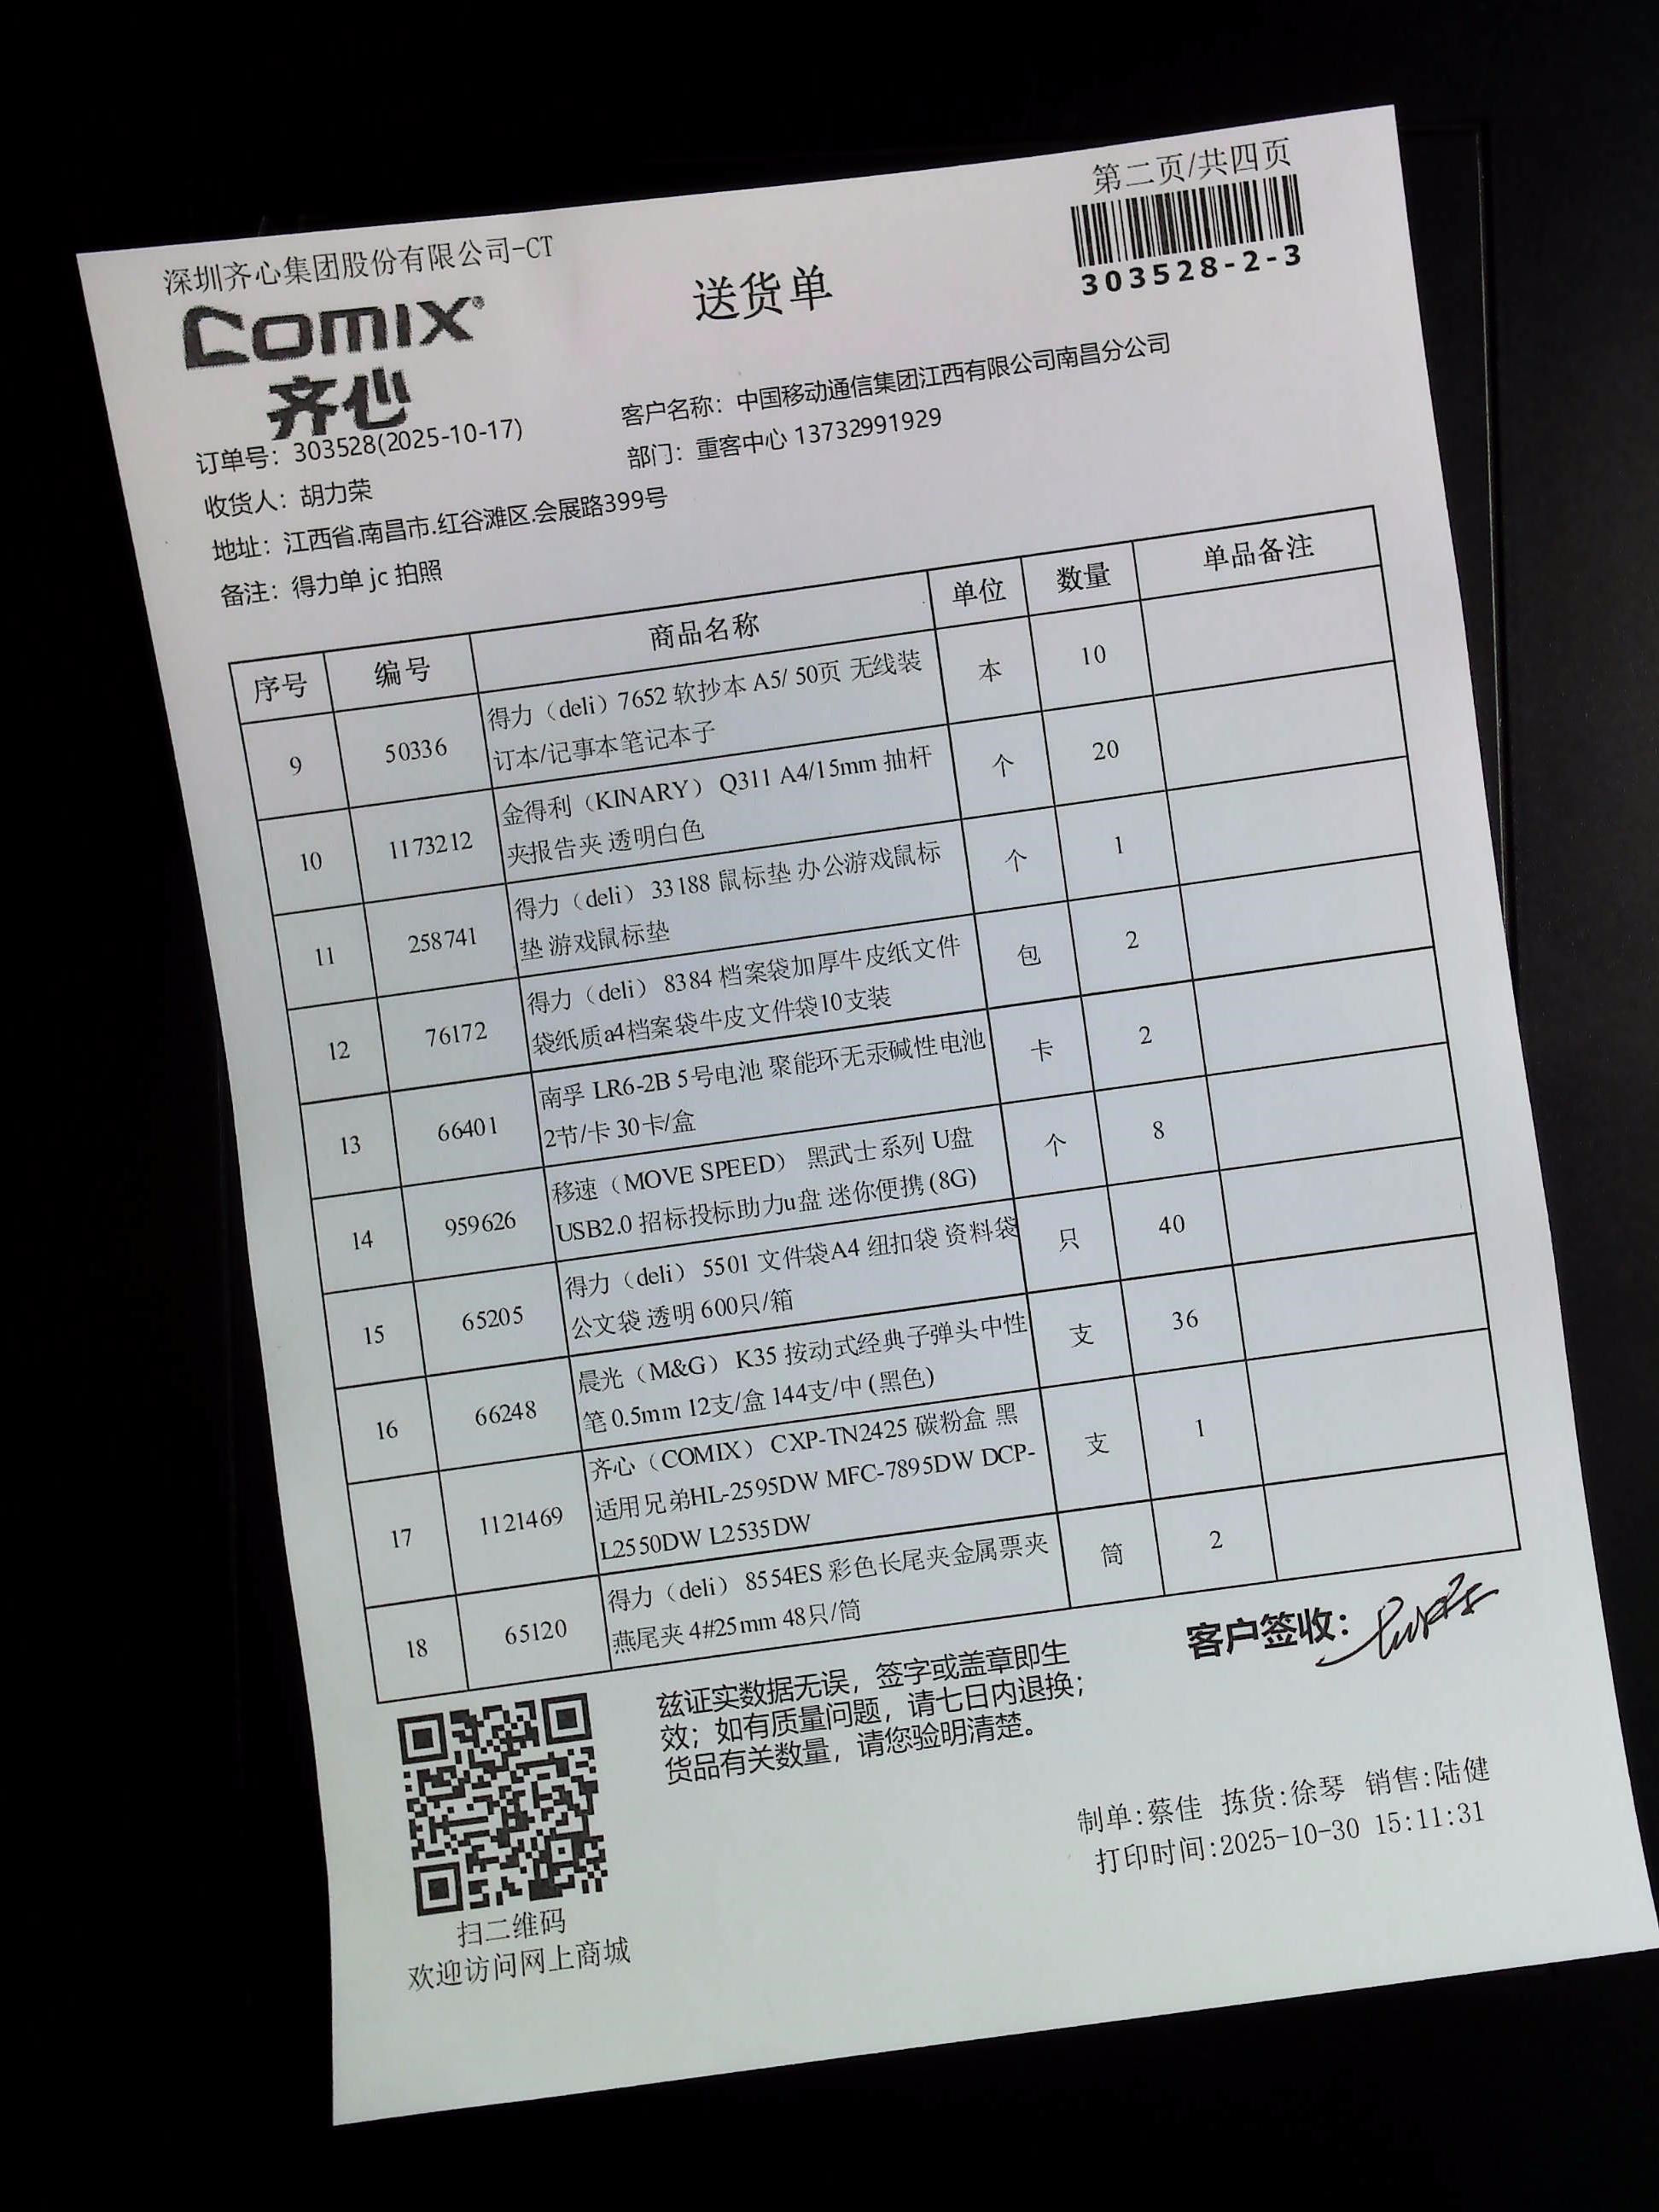 第二页/共四页
深圳齐心集团股份有限公司-CT
303528-2-3
COMIX®
齐心
送货单
订单号：303528(2025-10-17)
客户名称：中国移动通信集团江西有限公司南昌分公司
收货人：胡力荣
部门：重客中心 13732991929
地址：江西省.南昌市.红谷滩区.会展路399号
备注：得力单 jc 拍照
序号 编号 商品名称 单位 数量 单品备注
9 50336 得力（deli）7652 软抄本 A5/ 50页 无线装 本 10
订本/记事本笔记本子
10 1173212 金得利（KINARY） Q311 A4/15mm 抽杆 个 20
夹报告夹 透明白色
11 258741 得力（deli） 33188 鼠标垫 办公游戏鼠标 个 1
垫 游戏鼠标垫
12 76172 得力（deli） 8384 档案袋加厚牛皮纸文件 包 2
袋纸质a4档案袋牛皮文件袋10支装
13 66401 南孚 LR6-2B 5号电池 聚能环无汞碱性电池 卡 2
2节/卡 30卡/盒
14 959626 移速（MOVE SPEED） 黑武士系列 U盘 个 8
USB2.0 招标投标助力u盘 迷你便携 (8G)
15 65205 得力（deli） 5501 文件袋A4 纽扣袋 资料袋 只 40
公文袋 透明 600只/箱
16 66248 晨光（M&G） K35 按动式经典子弹头中性 支 36
笔 0.5mm 12支/盒 144支/中 (黑色)
17 1121469 齐心（COMIX） CXP-TN2425 碳粉盒 黑 支 1
适用兄弟HL-2595DW MFC-7895DW DCP-
L2550DW L2535DW
18 65120 得力（deli） 8554ES 彩色长尾夹金属票夹 筒 2
燕尾夹 4#25mm 48只/筒
兹证实数据无误，签字或盖章即生
效；如有质量问题，请七日内退换；
货品有关数量，请您验明清楚。
客户签收：
制单:蔡佳 拣货:徐琴 销售:陆健
打印时间:2025-10-30 15:11:31
扫二维码
欢迎访问网上商城